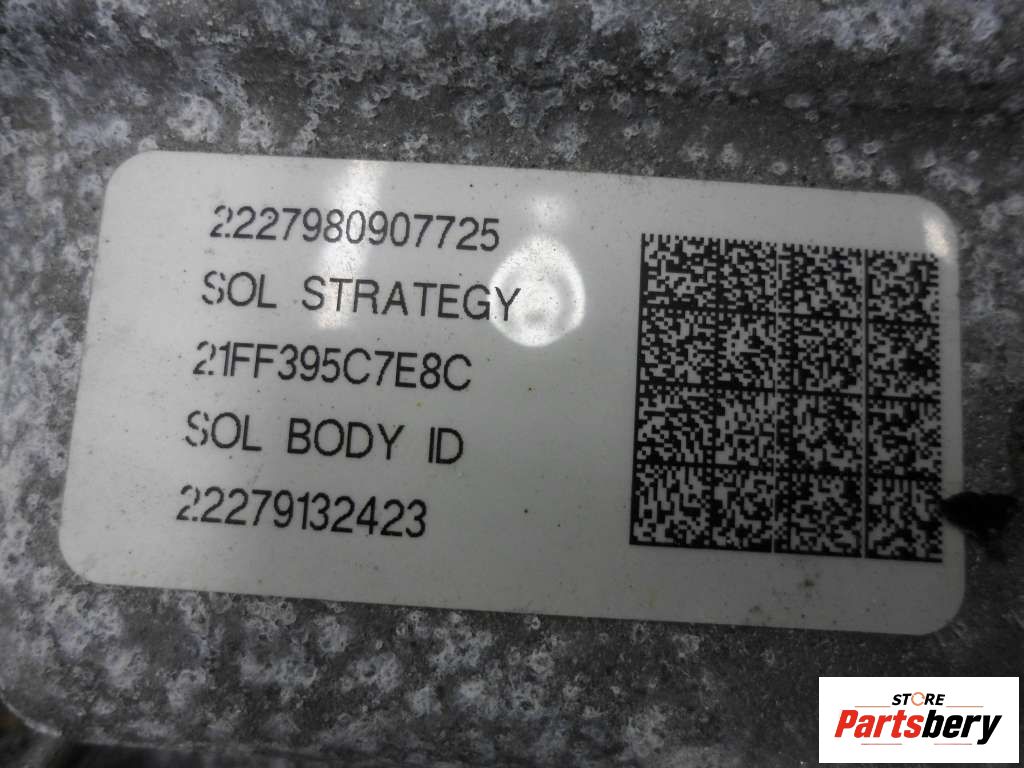 2227980907725
SOL STRATEGY
21FF395C7E8C
SOL BODY ID
22279132423
STORE
Partsbery